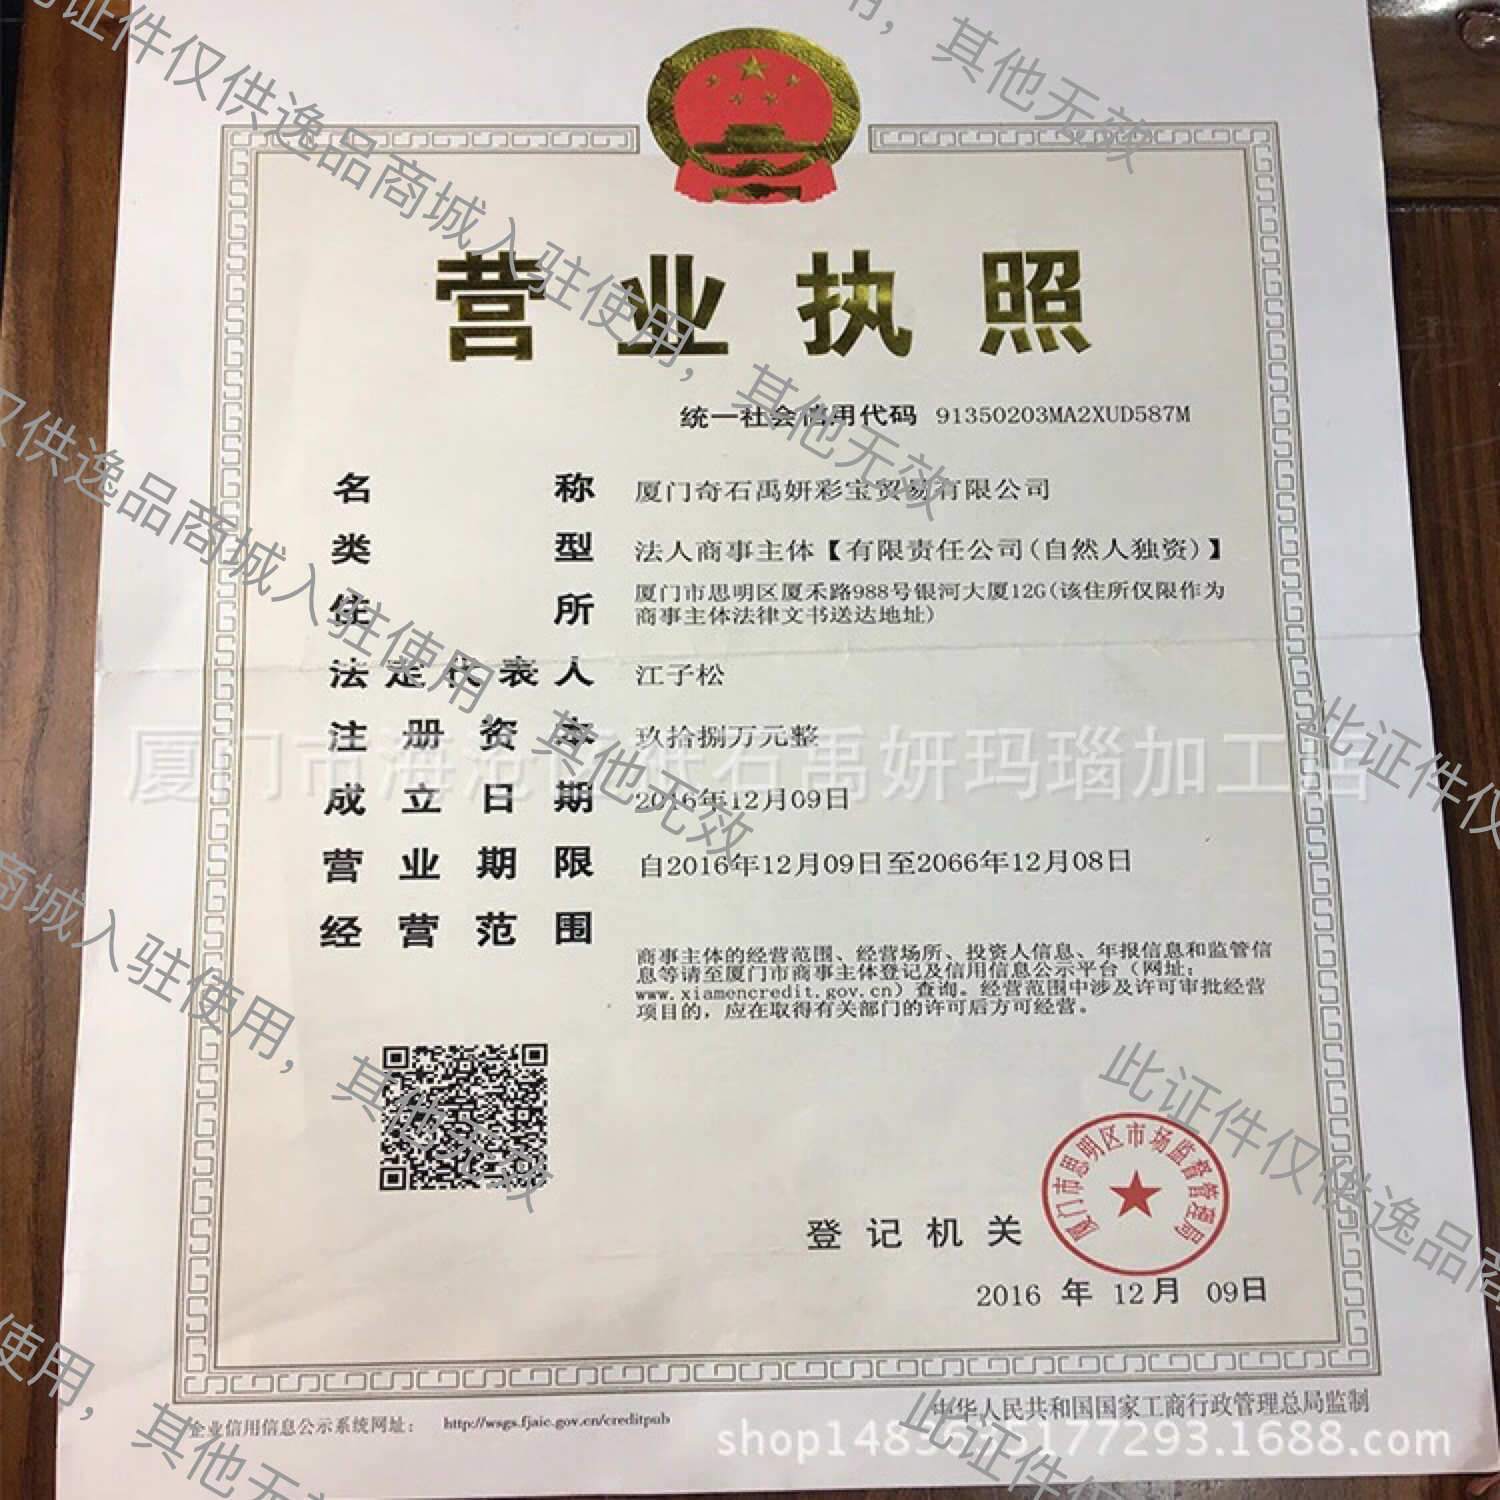 营业执照
统一社会信用代码 91350203MA2XUD587M
名称 厦门奇石禹妍彩宝贸易有限公司
类型 法人商事主体【有限责任公司(自然人独资)】
住所 厦门市思明区厦禾路988号银河大厦12G(该住所仅限作为
商事主体法律文书送达地址)
法定代表人 江子松
注册资本 玖拾捌万元整
成立日期 2016年12月09日
营业期限 自2016年12月09日至2066年12月08日
经营范围
商事主体的经营范围、经营场所、投资人信息、年报信息和监管信
息等请至厦门市商事主体登记及信用信息公示平台(网址:
www.xiamencredit.gov.cn)查询。经营范围中涉及许可审批经营
项目的,应在取得有关部门的许可后方可经营。
厦门市思明区市场监督管理局
登记机关
2016 年 12月 09日
企业信用信息公示系统网址: http://wsgs.fjaic.gov.cn/creditpub
中华人民共和国国家工商行政管理总局监制
此证件仅供逸品商城入驻使用,其他无效